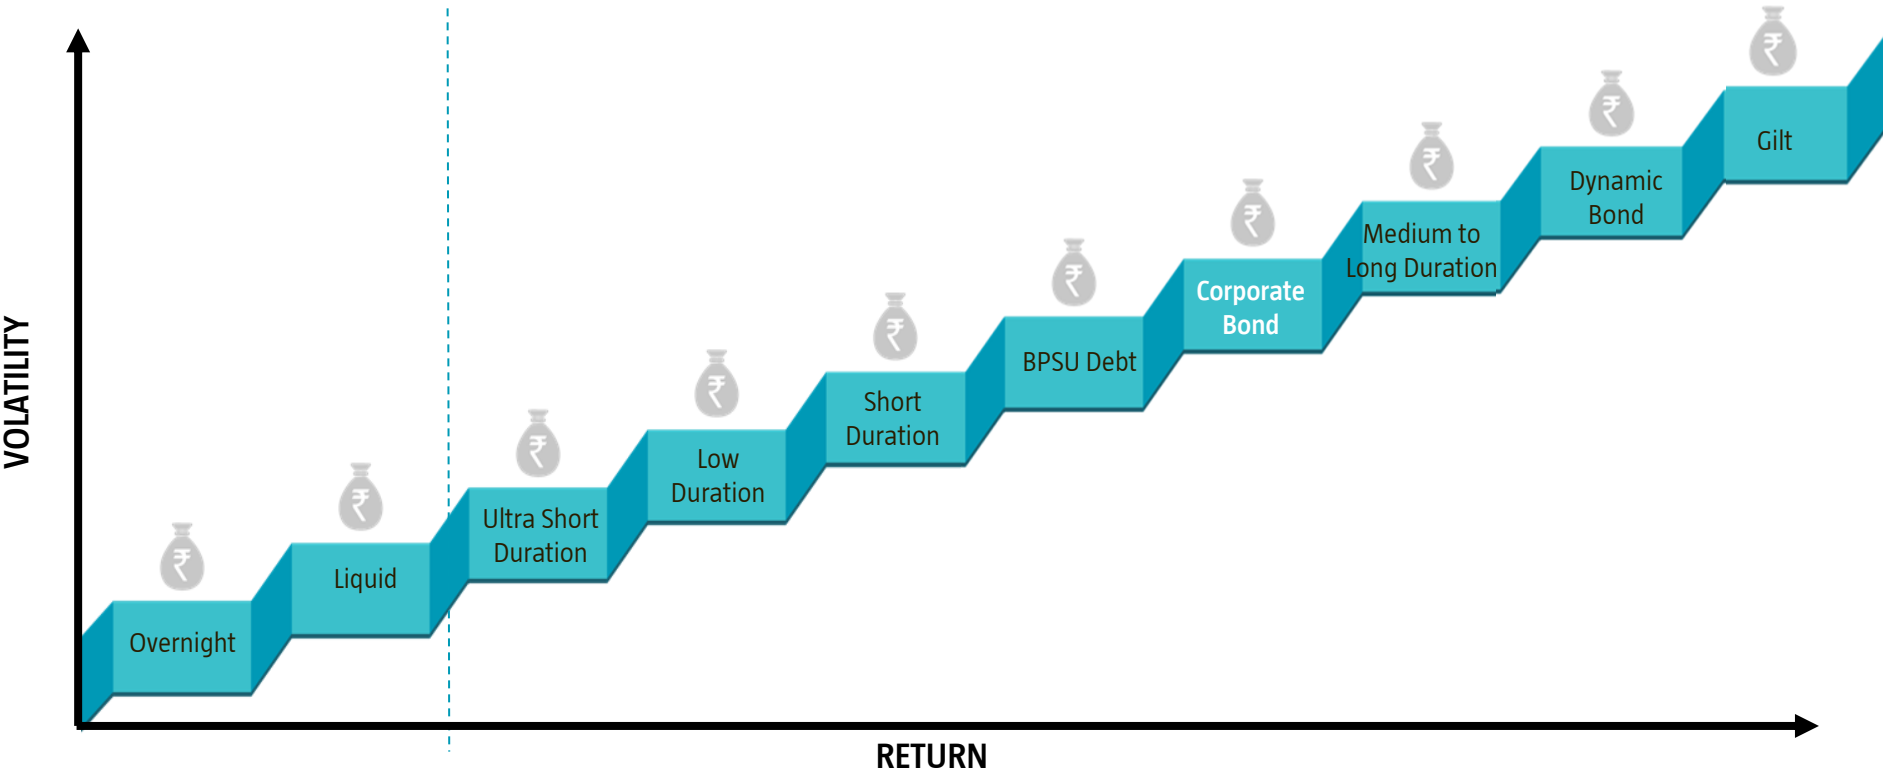 VOLATILITY
Overnight
Liquid
Ultra Short
Duration
Low
Duration
Short
Duration
BPSU Debt
Corporate
Bond
Medium to
Long Duration
Dynamic
Bond
Gilt
₹
₹
₹
₹
₹
₹
₹
₹
₹
₹
RETURN